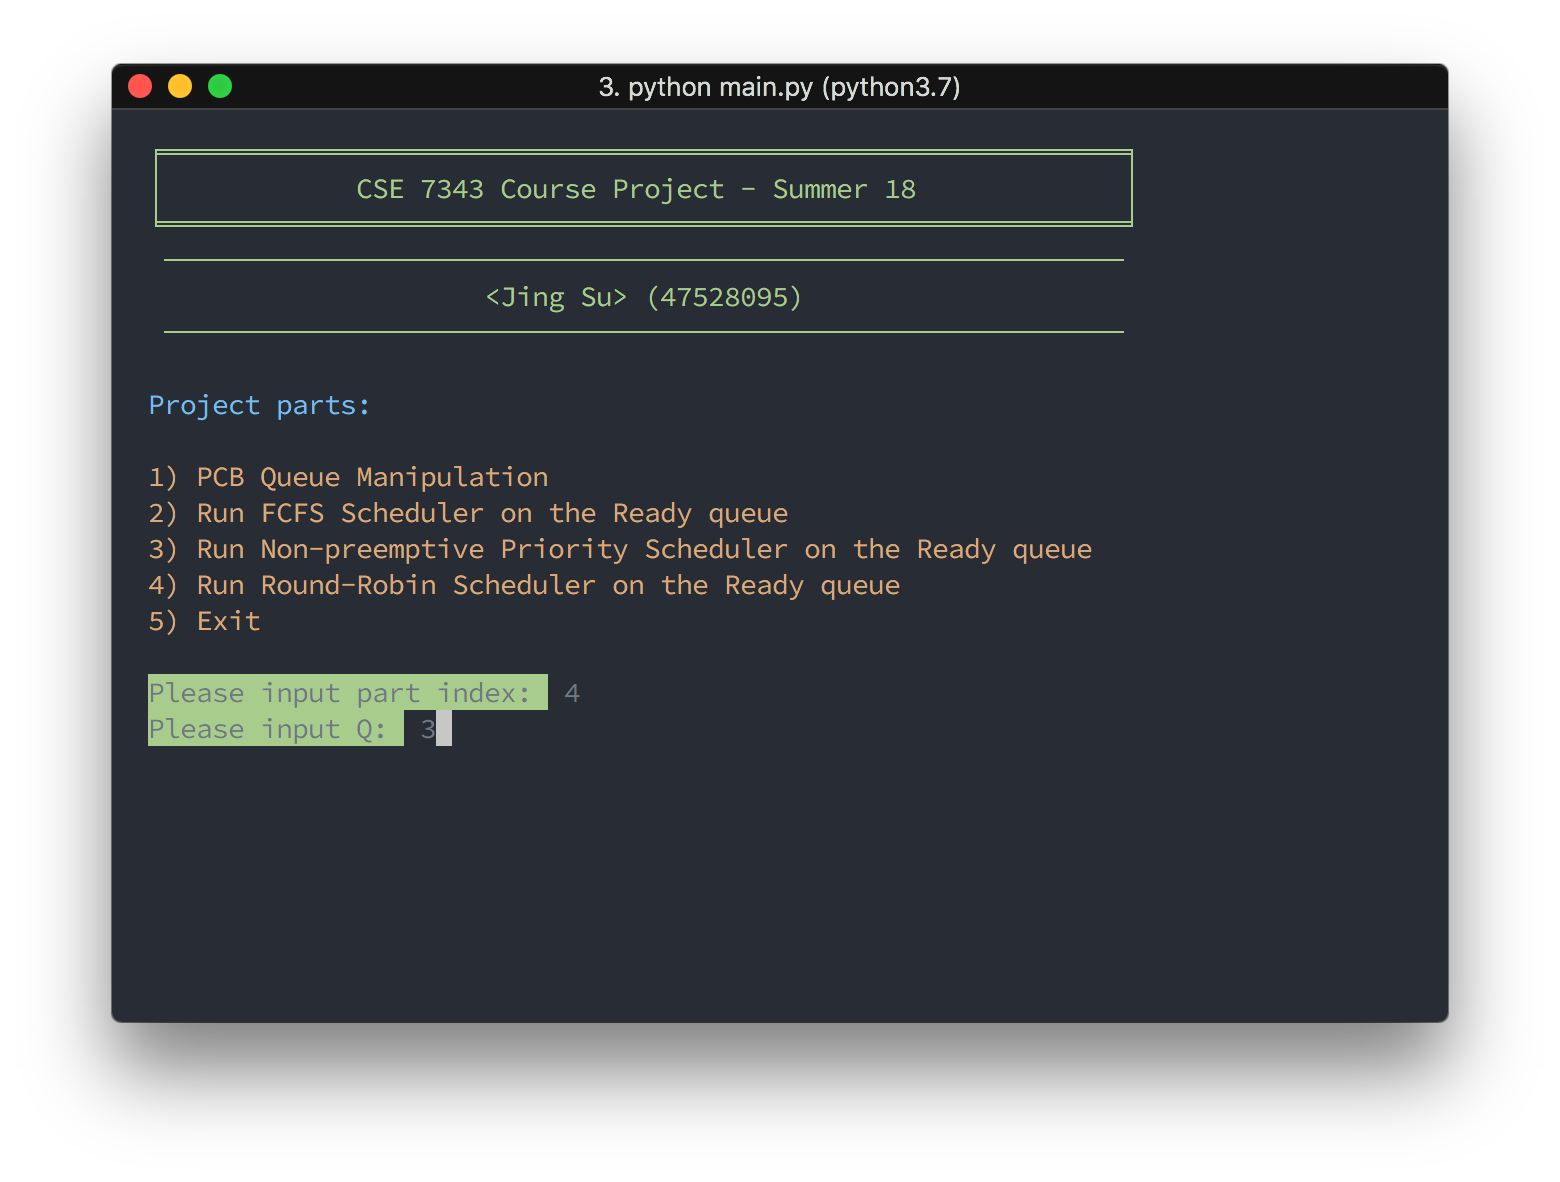 3. python main.py (python3.7)
CSE 7343 Course Project - Summer 18
<Jing Su> (47528095)
Project parts:
1) PCB Queue Manipulation
2) Run FCFS Scheduler on the Ready queue
3) Run Non-preemptive Priority Scheduler on the Ready queue
4) Run Round-Robin Scheduler on the Ready queue
5) Exit
Please input part index: 4
Please input Q: 3